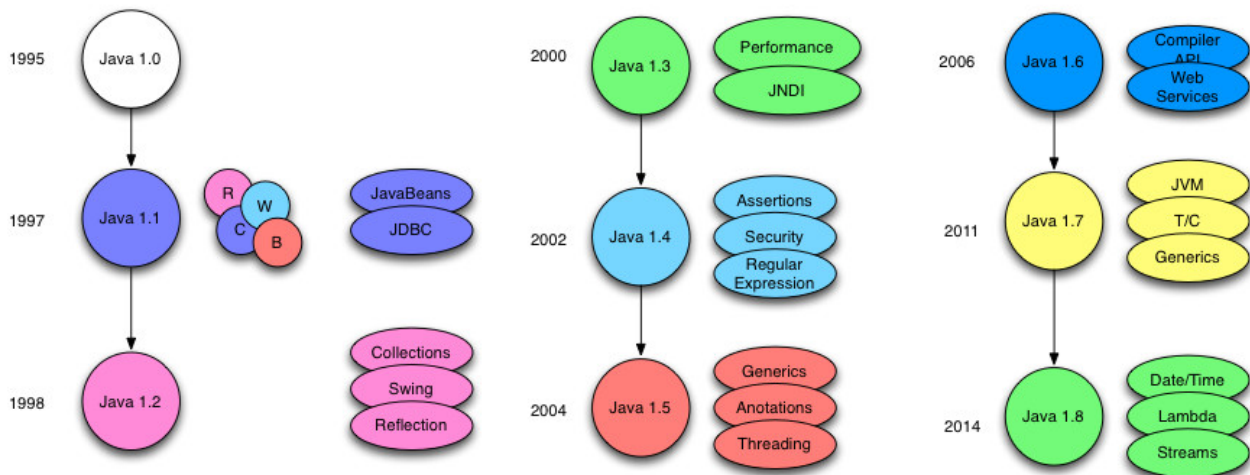 1995
Java 1.0
1997
Java 1.1
R
W
C
B
JavaBeans
JDBC
1998
Java 1.2
Collections
Swing
Reflection
2000
Java 1.3
Performance
JNDI
2002
Java 1.4
Assertions
Security
Regular
Expression
2004
Java 1.5
Generics
Anotations
Threading
2006
Java 1.6
Compiler
API
Web
Services
2011
Java 1.7
JVM
T/C
Generics
2014
Java 1.8
Date/Time
Lambda
Streams